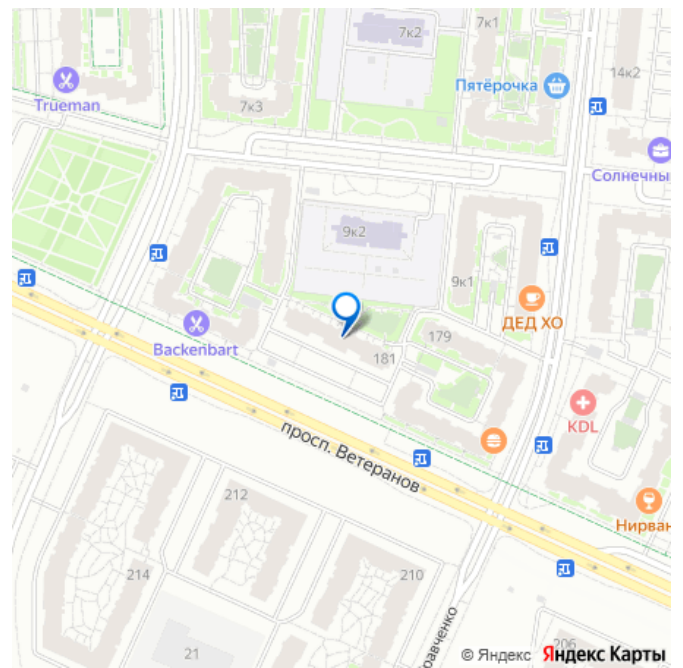 7к2
7к1
14к2
Trueman
7к3
Пятёрочка
Солнечны
9к2
9к1
ДЕД ХО
Backenbart
179
181
KDL
просп. Ветеранов
Нирван
212
214
210
21
206
равченко
© Яндекс Яндекс Карты